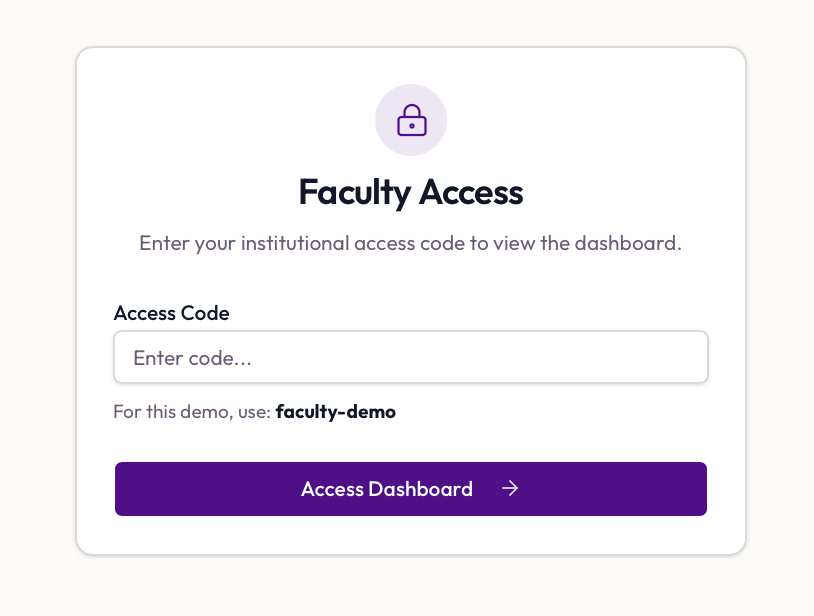 Faculty Access
Enter your institutional access code to view the dashboard.
Access Code
Enter code...
For this demo, use: faculty-demo
Access Dashboard →